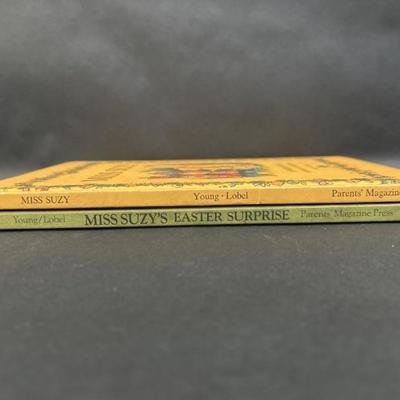 MISS SUZY Young • Lobel Parents' Magazine
Young/Lobel MISS SUZY'S EASTER SURPRISE Parents' Magazine Press